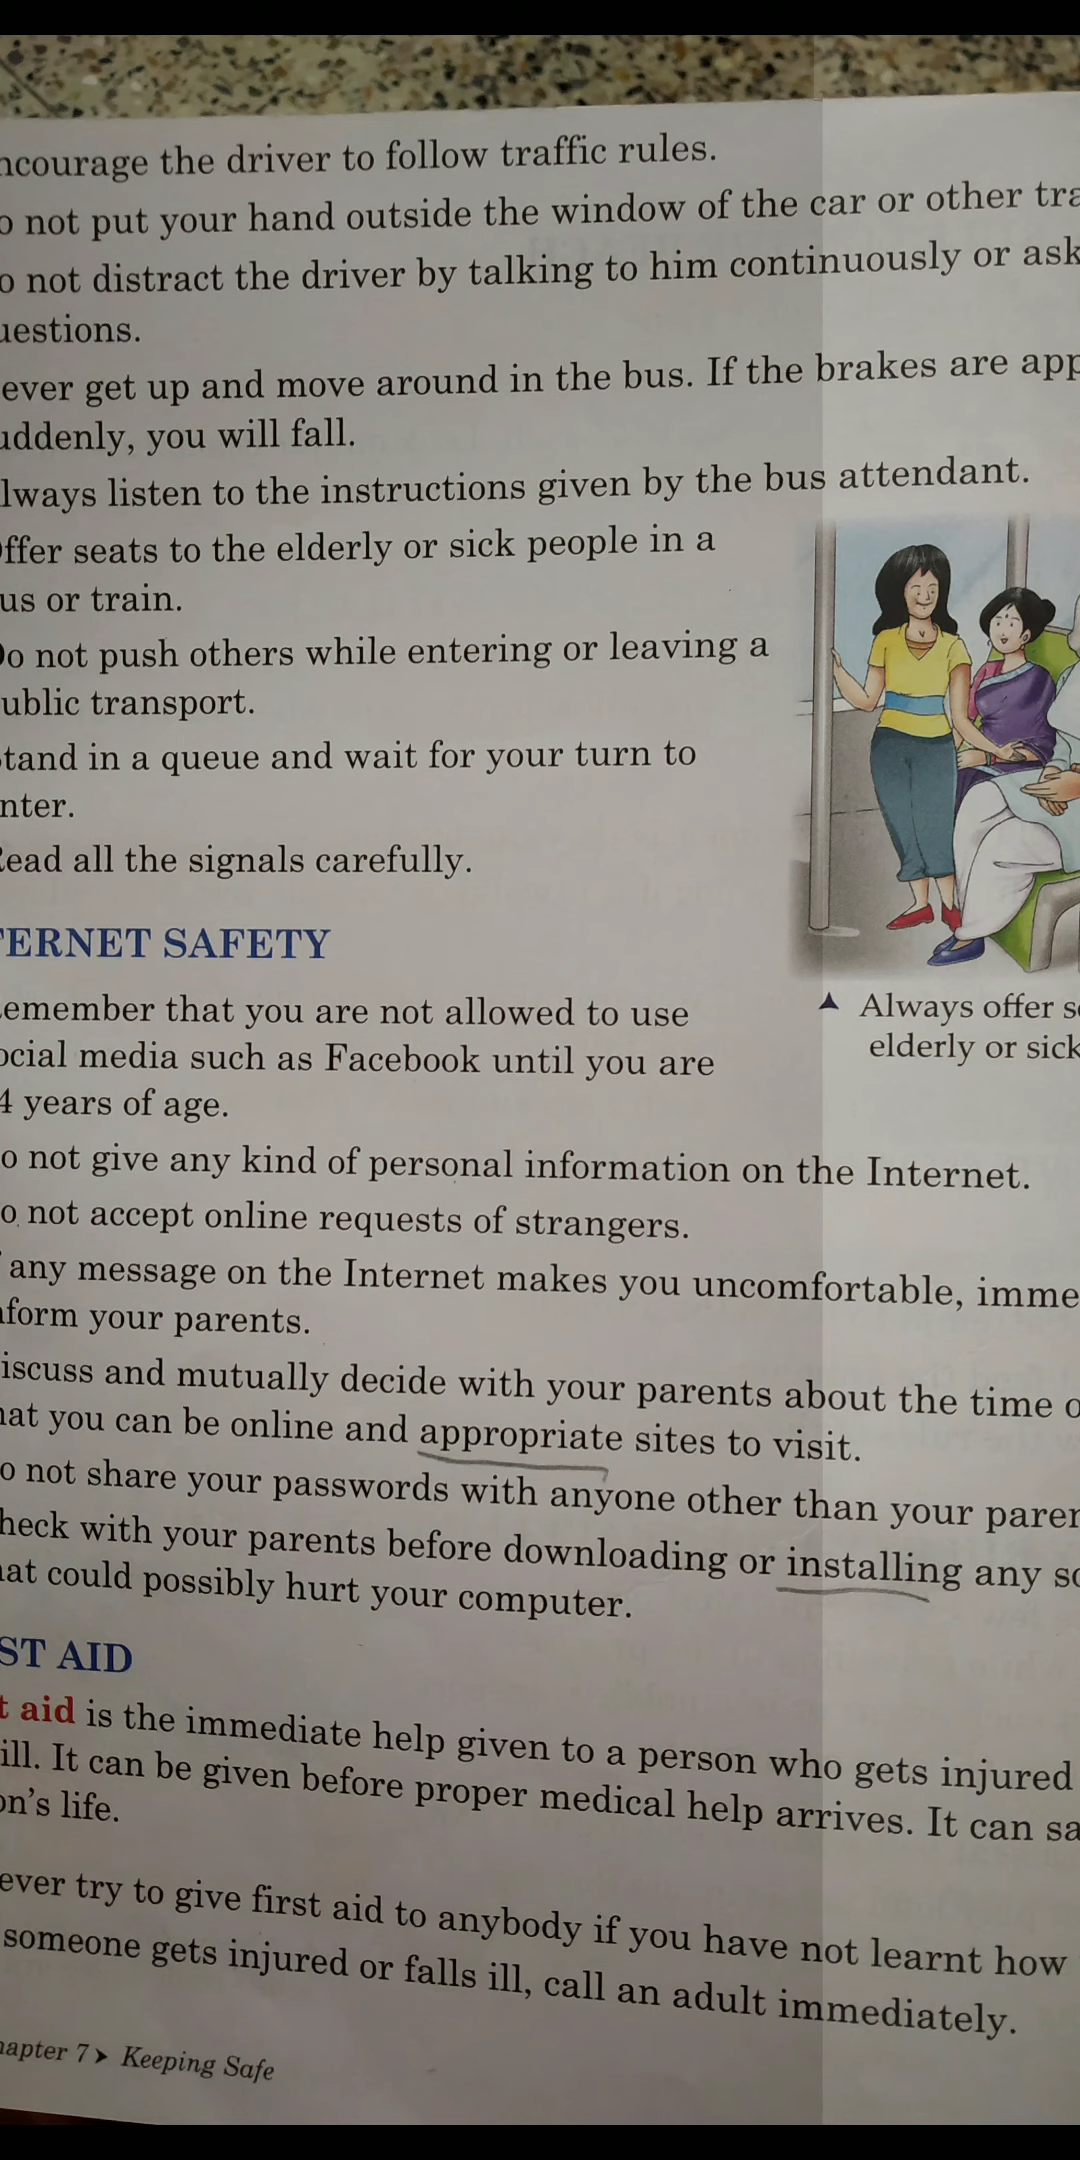 ncourage the driver to follow traffic rules.
o not put your hand outside the window of the car or other tra
o not distract the driver by talking to him continuously or ask
uestions.
ever get up and move around in the bus. If the brakes are app
uddenly, you will fall.
lways listen to the instructions given by the bus attendant.
ffer seats to the elderly or sick people in a
us or train.
o not push others while entering or leaving a
ublic transport.
tand in a queue and wait for your turn to
nter.
ead all the signals carefully.
TERNET SAFETY
emember that you are not allowed to use
ocial media such as Facebook until you are
4 years of age.
▲ Always offer se
elderly or sick
o not give any kind of personal information on the Internet.
o not accept online requests of strangers.
any message on the Internet makes you uncomfortable, imme
nform your parents.
iscuss and mutually decide with your parents about the time o
hat you can be online and appropriate sites to visit.
o not share your passwords with anyone other than your paren
heck with your parents before downloading or installing any so
hat could possibly hurt your computer.
ST AID
t aid is the immediate help given to a person who gets injured
ill. It can be given before proper medical help arrives. It can sa
on's life.
ever try to give first aid to anybody if you have not learnt how
someone gets injured or falls ill, call an adult immediately.
hapter 7 ➤ Keeping Safe